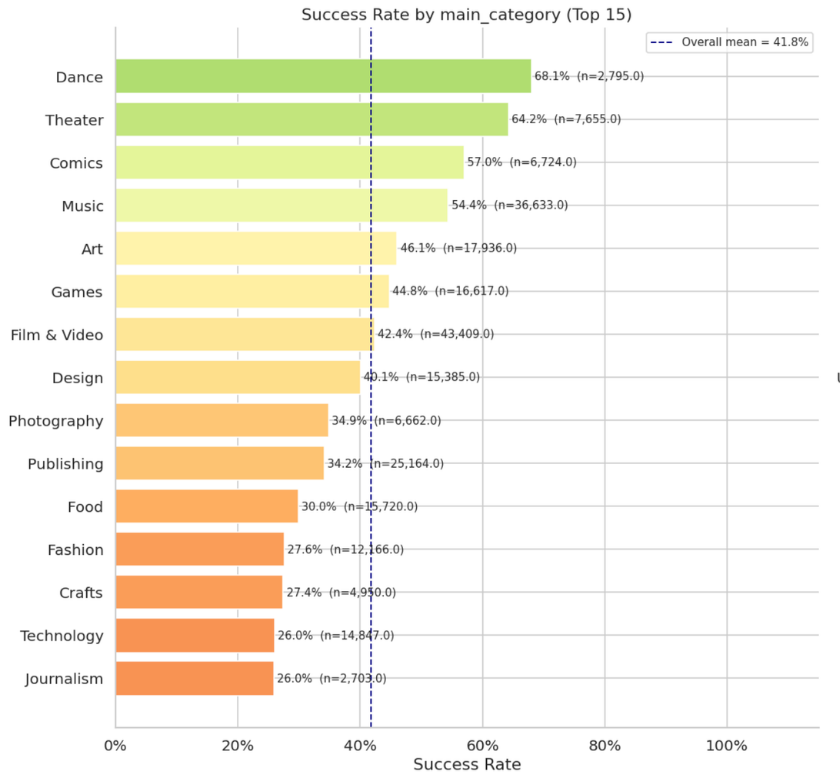 Success Rate by main_category (Top 15)
Overall mean = 41.8%
Dance 68.1% (n=2,795.0)
Theater 64.2% (n=7,655.0)
Comics 57.0% (n=6,724.0)
Music 54.4% (n=36,633.0)
Art 46.1% (n=17,936.0)
Games 44.8% (n=16,617.0)
Film & Video 42.4% (n=43,409.0)
Design 40.1% (n=15,385.0)
Photography 34.9% (n=6,662.0)
Publishing 34.2% (n=25,164.0)
Food 30.0% (n=15,720.0)
Fashion 27.6% (n=12,166.0)
Crafts 27.4% (n=4,950.0)
Technology 26.0% (n=14,847.0)
Journalism 26.0% (n=2,703.0)
0% 20% 40% 60% 80% 100%
Success Rate